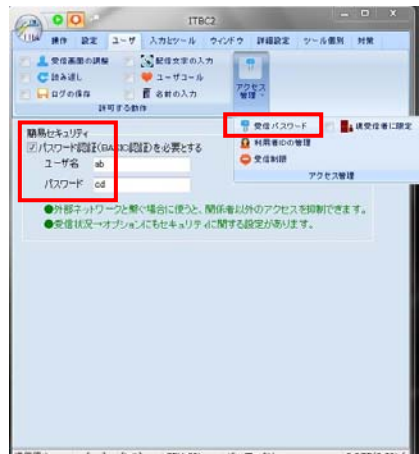 ITBC2
操作 設定 ユーザ 入力とツール ウインドウ 詳細設定 ツール個別 対策
受信画面の調整 配信文字の入力
読み返し ユーザコール
ログの保存 名前の入力
アクセス管理
許可する動作
受信パスワード 現受信者に限定
利用者IDの管理
受信制限
アクセス管理
簡易セキュリティ
パスワード認証(BASIC認証)を必要とする
ユーザ名 ab
パスワード cd
●外部ネットワークと繋ぐ場合に使うと、関係者以外のアクセスを抑制できます。
●受信状況→オプションにもセキュリティに関する設定があります。